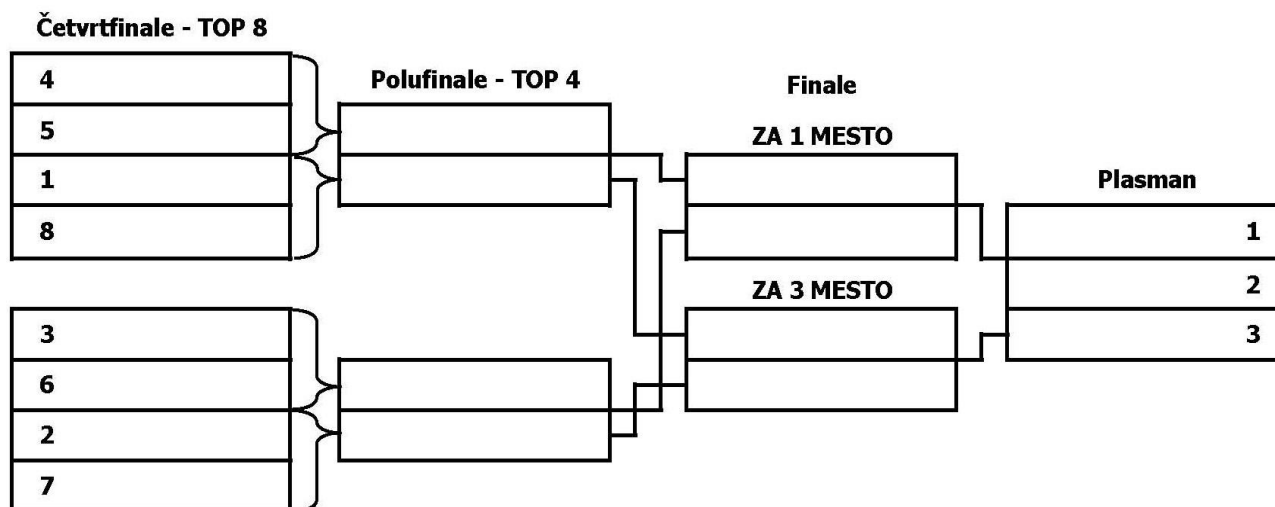 Četvrtfinale - TOP 8
4
5
1
8
3
6
2
7
Polufinale - TOP 4
Finale
ZA 1 MESTO
ZA 3 MESTO
Plasman
1
2
3